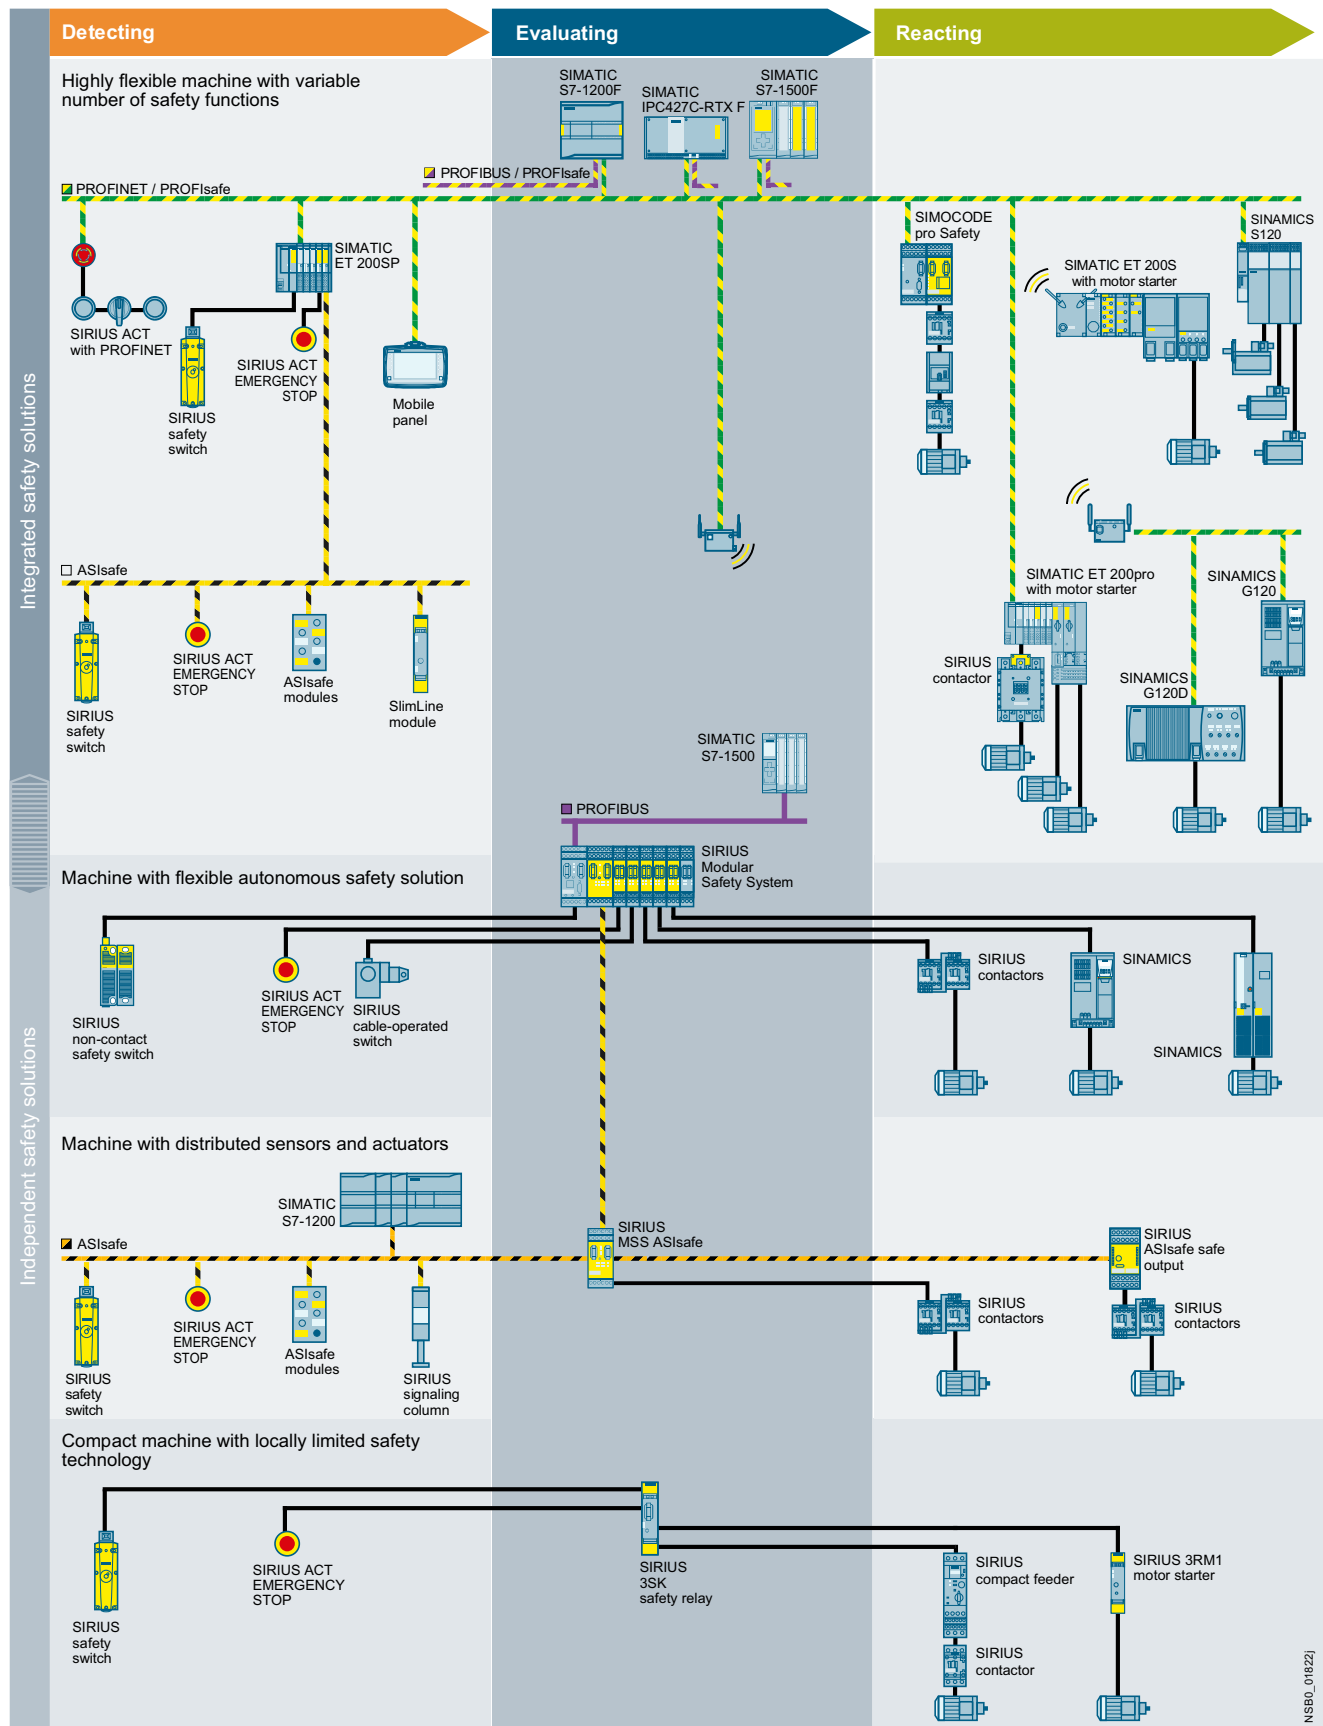 Detecting
Evaluating
Reacting
Integrated safety solutions
Independent safety solutions
Highly flexible machine with variable
number of safety functions
SIMATIC
S7-1200F
SIMATIC
IPC427C-RTX F
SIMATIC
S7-1500F
PROFIBUS / PROFIsafe
PROFINET / PROFIsafe
SIRIUS ACT
with PROFINET
SIMATIC
ET 200SP
SIRIUS
safety
switch
SIRIUS ACT
EMERGENCY
STOP
Mobile
panel
SIMOCODE
pro Safety
SIMATIC ET 200S
with motor starter
SINAMICS
S120
ASIsafe
SIRIUS
safety
switch
SIRIUS ACT
EMERGENCY
STOP
ASIsafe
modules
SlimLine
module
SIMATIC ET 200pro
with motor starter
SIRIUS
contactor
SINAMICS
G120
SINAMICS
G120D
SIMATIC
S7-1500
PROFIBUS
SIRIUS
Modular
Safety System
Machine with flexible autonomous safety solution
SIRIUS
non-contact
safety switch
SIRIUS ACT
EMERGENCY
STOP
SIRIUS
cable-operated
switch
SIRIUS
contactors
SINAMICS
SINAMICS
Machine with distributed sensors and actuators
SIMATIC
S7-1200
ASIsafe
SIRIUS
MSS ASIsafe
SIRIUS
ASIsafe safe
output
SIRIUS
safety
switch
SIRIUS ACT
EMERGENCY
STOP
ASIsafe
modules
SIRIUS
signaling
column
SIRIUS
contactors
SIRIUS
contactors
Compact machine with locally limited safety
technology
SIRIUS
safety
switch
SIRIUS ACT
EMERGENCY
STOP
SIRIUS
3SK
safety relay
SIRIUS
compact feeder
SIRIUS 3RM1
motor starter
SIRIUS
contactor
NSB0_01822j